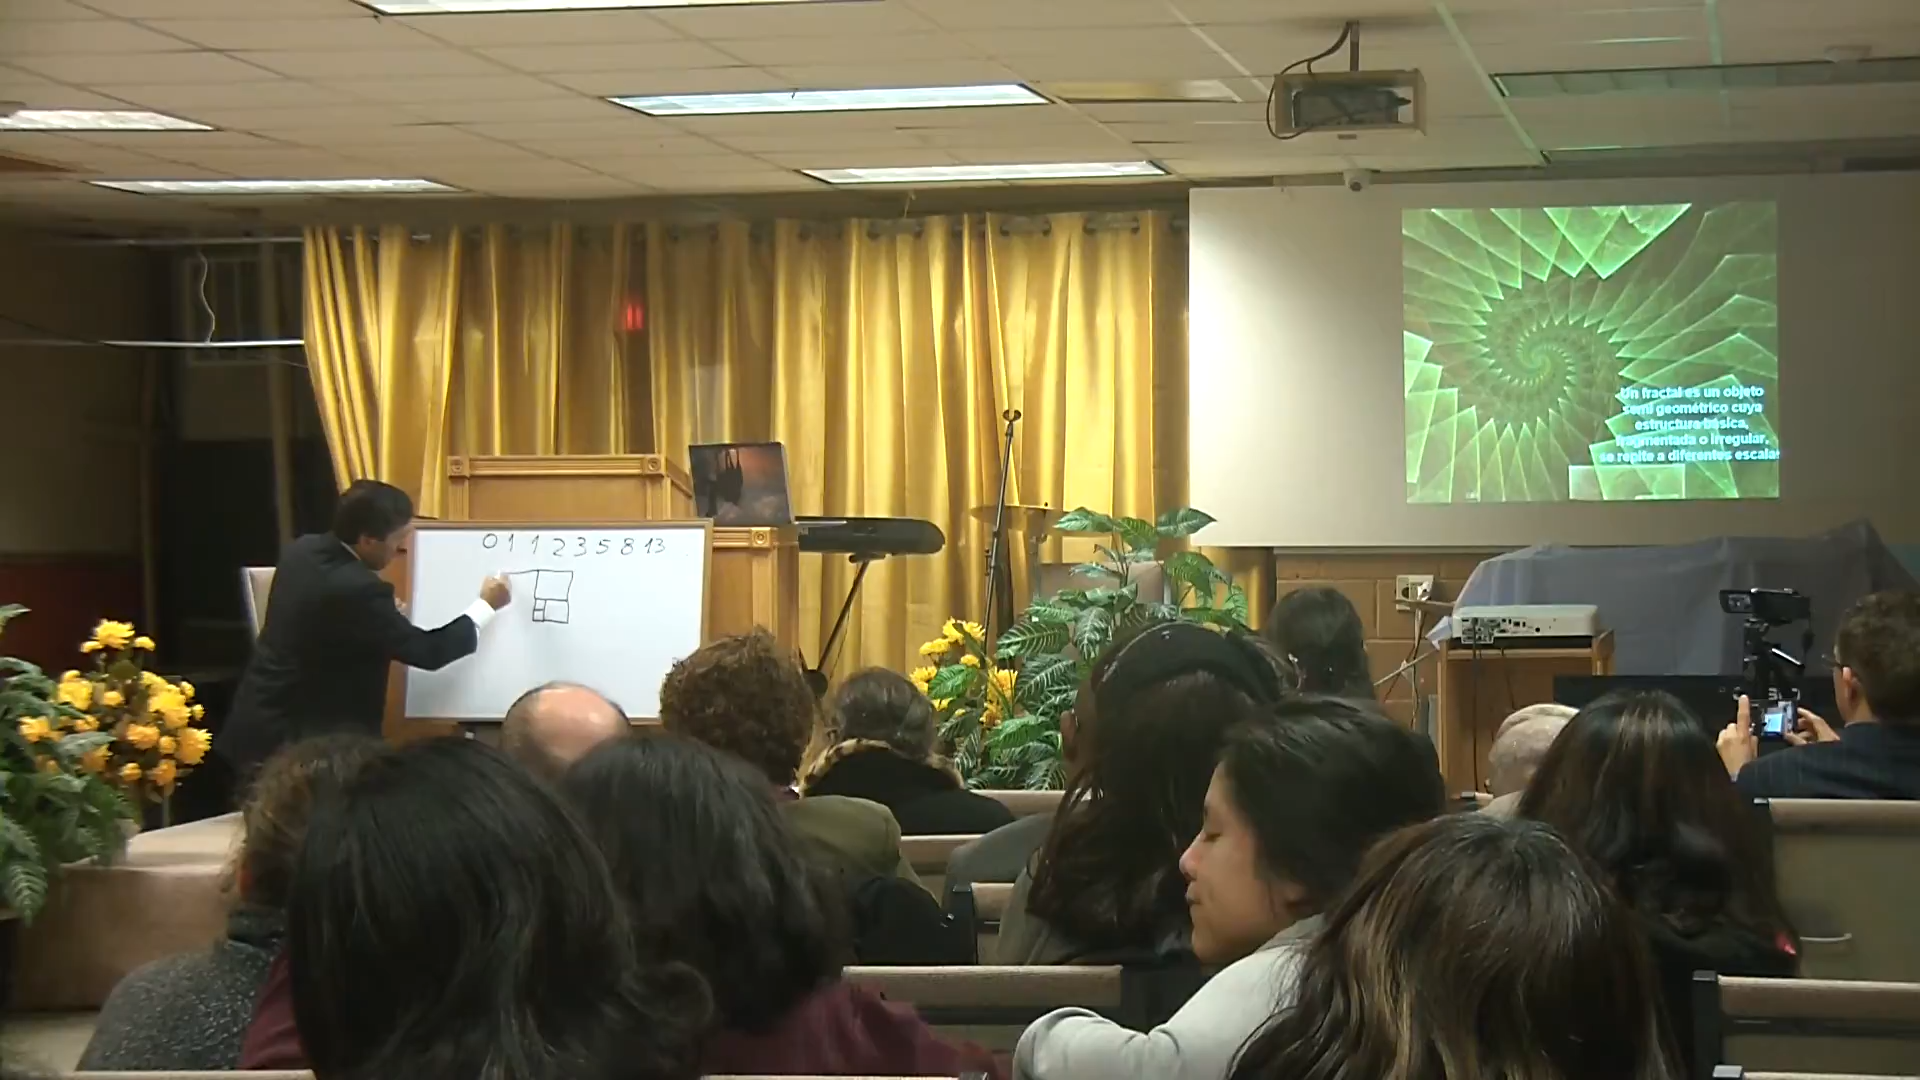 0 1 1 2 3 5 8 13
Un fractal es un objeto
semi geométrico cuya
estructura básica,
fragmentada o irregular,
se repite a diferentes escalas